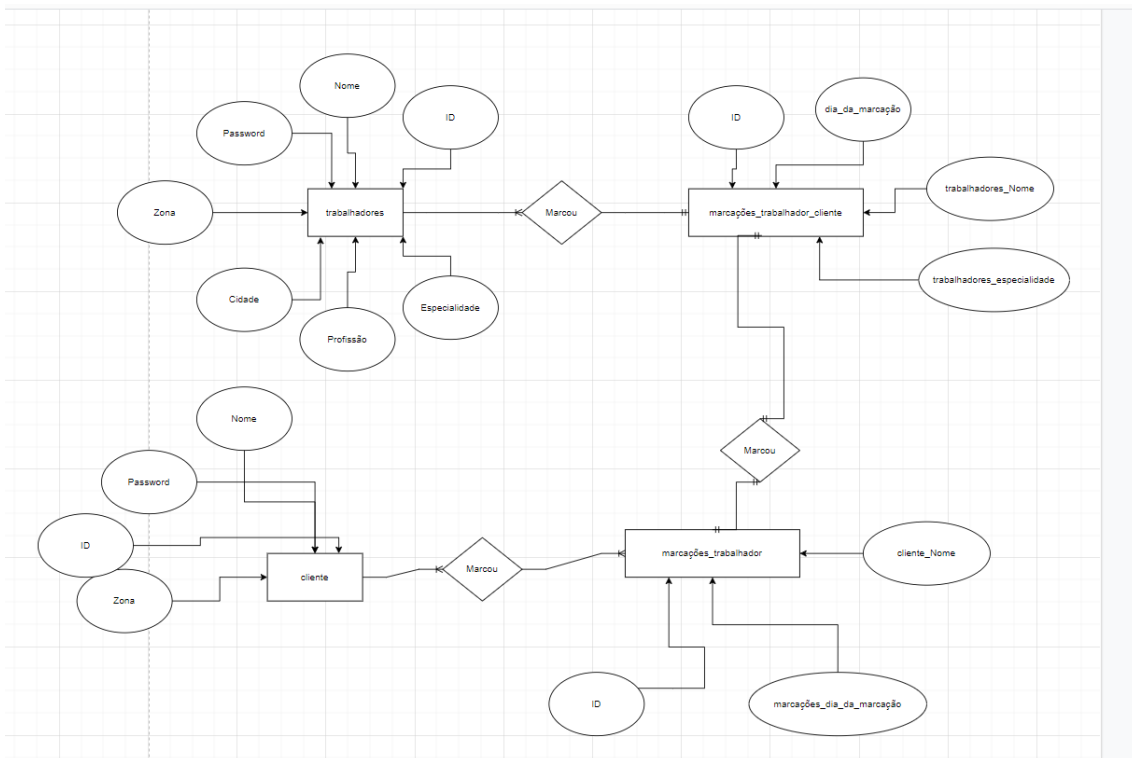 Nome
ID
Password
Zona
trabalhadores
Cidade
Profissão
Especialidade
Marcou
ID
dia_da_marcação
trabalhadores_Nome
marcações_trabalhador_cliente
trabalhadores_especialidade
Marcou
Nome
Password
ID
Zona
cliente
Marcou
marcações_trabalhador
cliente_Nome
ID
marcações_dia_da_marcação